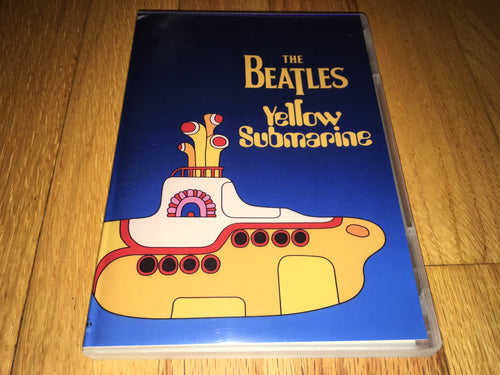 THE
BEATLES
Yellow
Submarine